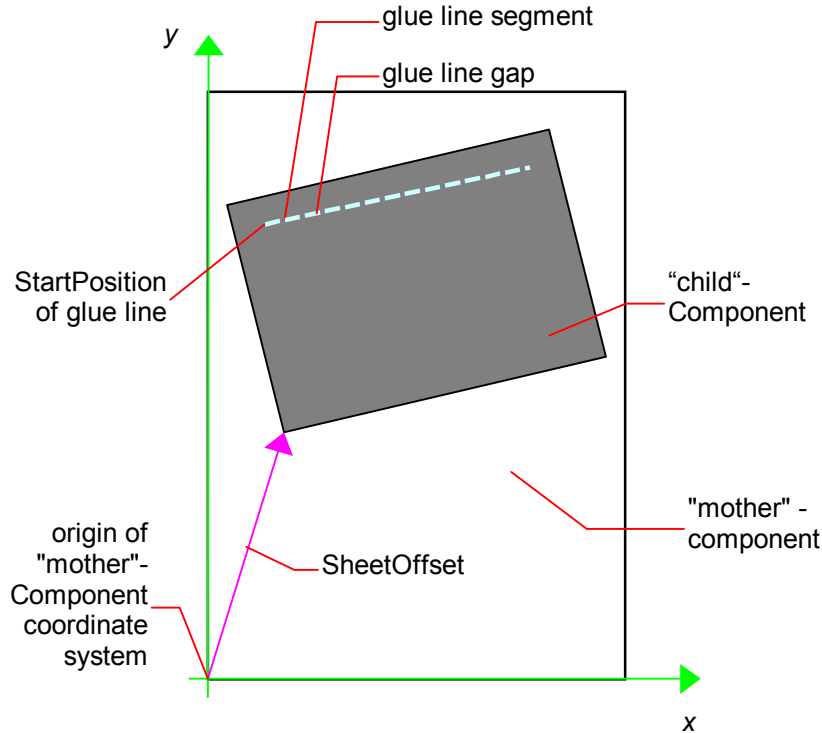 y
glue line segment
glue line gap
StartPosition
of glue line
“child“-
Component
"mother" -
component
origin of
"mother"-
Component
coordinate
system
SheetOffset
x